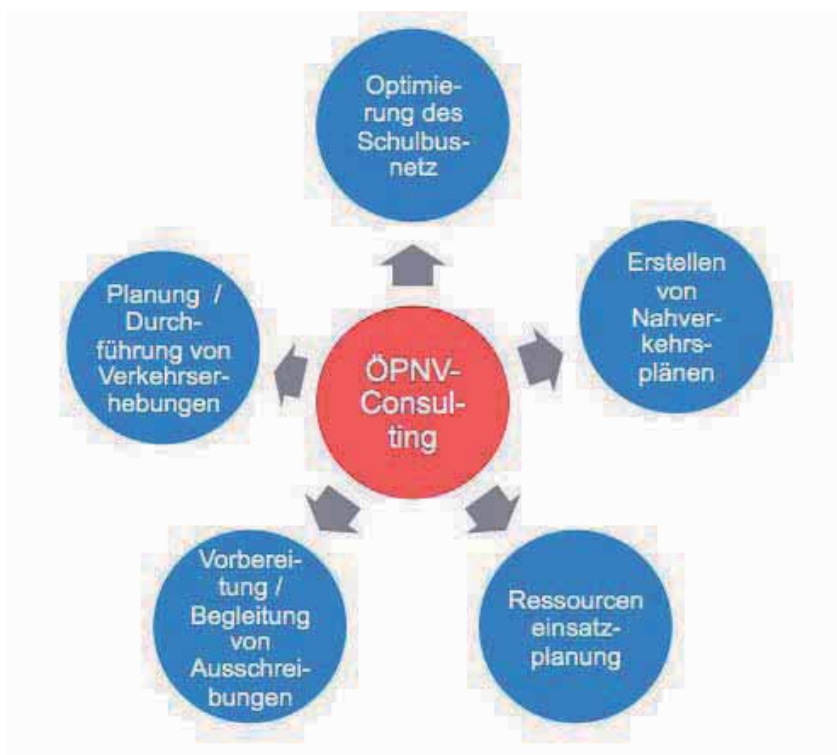 Optimie-
rung des
Schulbus-
netz
Erstellen
von
Nahver-
kehrs-
plänen
Planung / 
Durch-
führung von
Verkehrser-
hebungen
ÖPNV-
Consul-
ting
Vorberei-
tung /
Begleitung
von
Ausschrei-
bungen
Ressourcen
einsatz-
planung